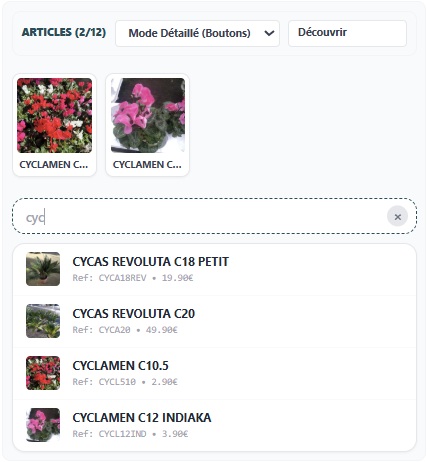 ARTICLES (2/12)
Mode Détaillé (Boutons)
Découvrir
CYCLAMEN C...
CYCLAMEN C...
cyc
×
CYCAS REVOLUTA C18 PETIT
Ref: CYCA18REV • 19.90€
CYCAS REVOLUTA C20
Ref: CYCA20 • 49.90€
CYCLAMEN C10.5
Ref: CYCL510 • 2.90€
CYCLAMEN C12 INDIAKA
Ref: CYCL12IND • 3.90€